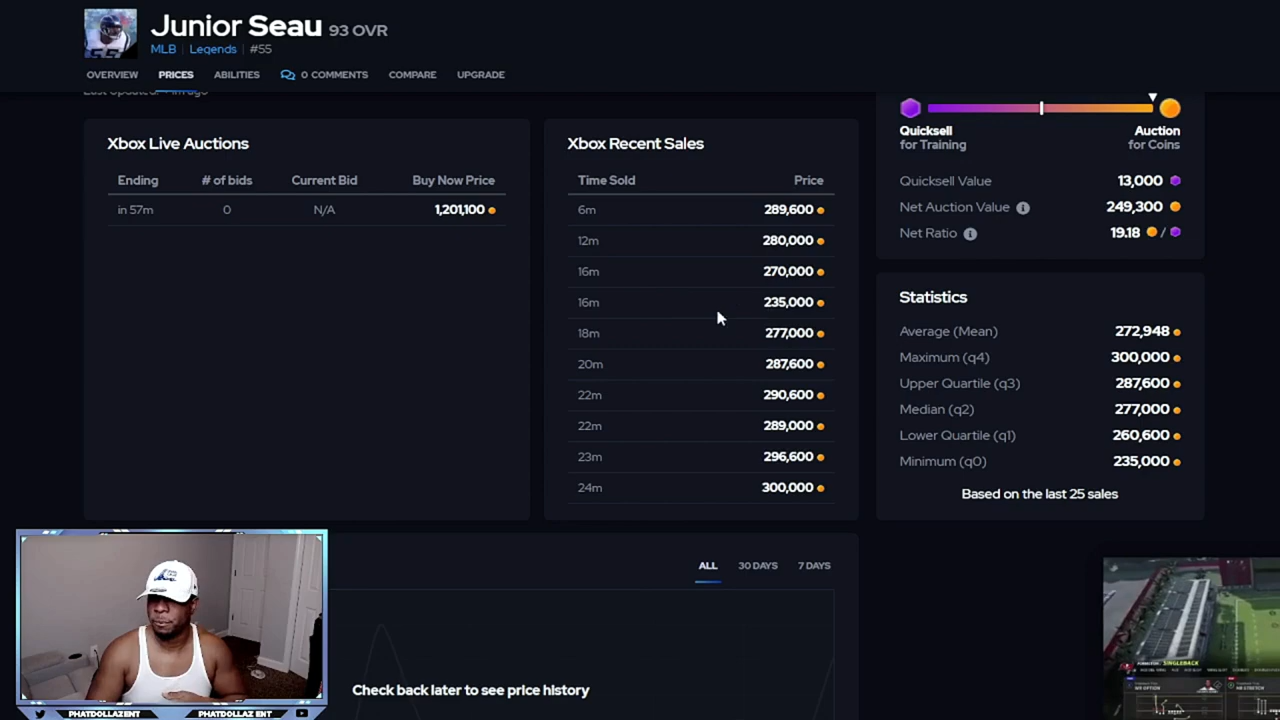 Junior Seau 93 OVR
MLB | Legends | #55
OVERVIEW PRICES ABILITIES 0 COMMENTS COMPARE UPGRADE
Xbox Live Auctions
Ending # of bids Current Bid Buy Now Price
in 57m 0 N/A 1,201,100
Xbox Recent Sales
Time Sold Price
6m 289,600
12m 280,000
16m 270,000
16m 235,000
18m 277,000
20m 287,600
22m 290,600
22m 289,000
23m 296,600
24m 300,000
Quicksell Auction
for Training for Coins
Quicksell Value 13,000
Net Auction Value 249,300
Net Ratio 19.18 /
Statistics
Average (Mean) 272,948
Maximum (q4) 300,000
Upper Quartile (q3) 287,600
Median (q2) 277,000
Lower Quartile (q1) 260,600
Minimum (q0) 235,000
Based on the last 25 sales
ALL 30 DAYS 7 DAYS
Check back later to see price history
PHATDOLLAZENT PHATDOLLAZ ENT
SINGLEBACK